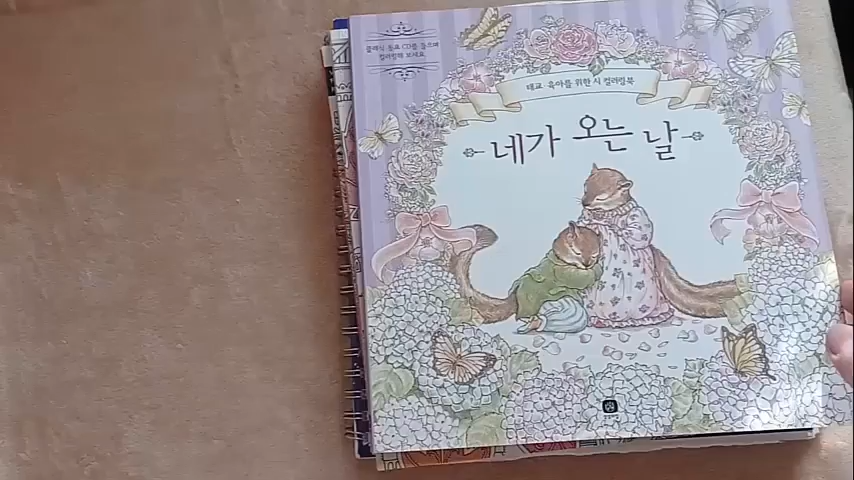 클래식 동요 CD를 들으며
컬러링해 보세요
태교·육아를 위한 시 컬러링북
네가 오는 날